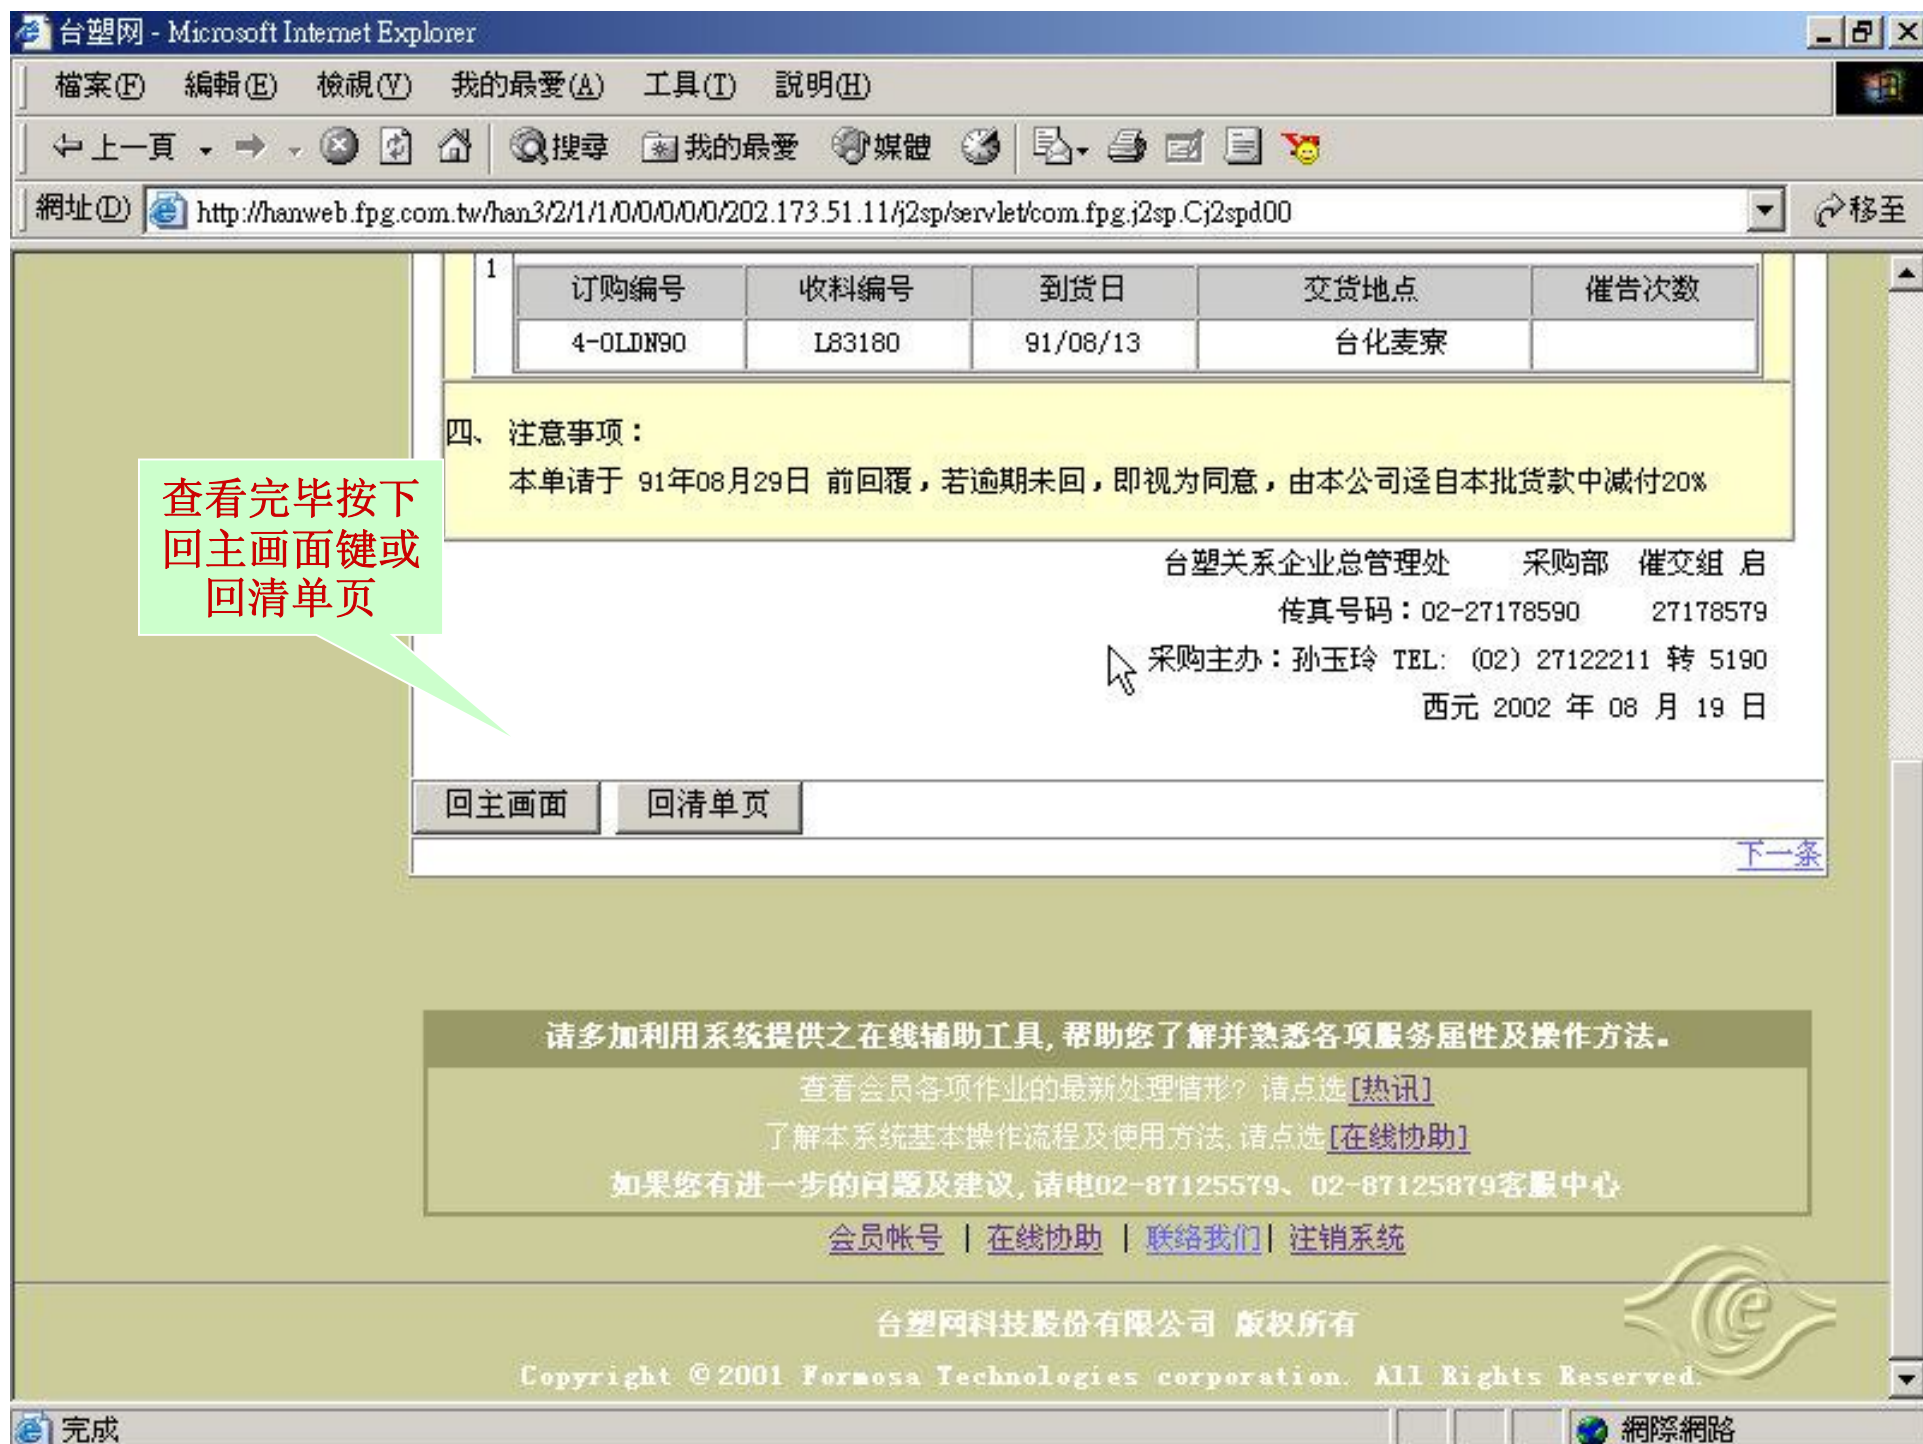 台塑网 - Microsoft Internet Explorer
檔案(F) 編輯(E) 檢視(V) 我的最愛(A) 工具(T) 說明(H)
上一頁 搜尋 我的最愛 媒體
網址(D) http://hanweb.fpg.com.tw/han3/2/1/1/0/0/0/0/0/202.173.51.11/j2sp/servlet/com.fpg.j2sp.Cj2spd00 移至
1
订购编号 收料编号 到货日 交货地点 催告次数
4-OLDN90 L83180 91/08/13 台化麦寮
四、 注意事项：
本单请于 91年08月29日 前回覆，若逾期未回，即视为同意，由本公司迳自本批货款中减付20%
查看完毕按下
回主画面键或
回清单页
台塑关系企业总管理处 采购部 催交组 启
传真号码：02-27178590 27178579
采购主办：孙玉玲 TEL: (02) 27122211 转 5190
西元 2002 年 08 月 19 日
回主画面 回清单页
下一条
请多加利用系统提供之在线辅助工具, 帮助您了解并熟悉各项服务属性及操作方法。
查看会员各项作业的最新处理情形? 请点选[热讯]
了解本系统基本操作流程及使用方法, 请点选[在线协助]
如果您有进一步的问题及建议, 请电02-87125579、02-87125879客服中心
会员帐号 | 在线协助 | 联络我们| 注销系统
台塑网科技股份有限公司 版权所有
Copyright ©2001 Formosa Technologies corporation. All Rights Reserved.
完成 網際網路